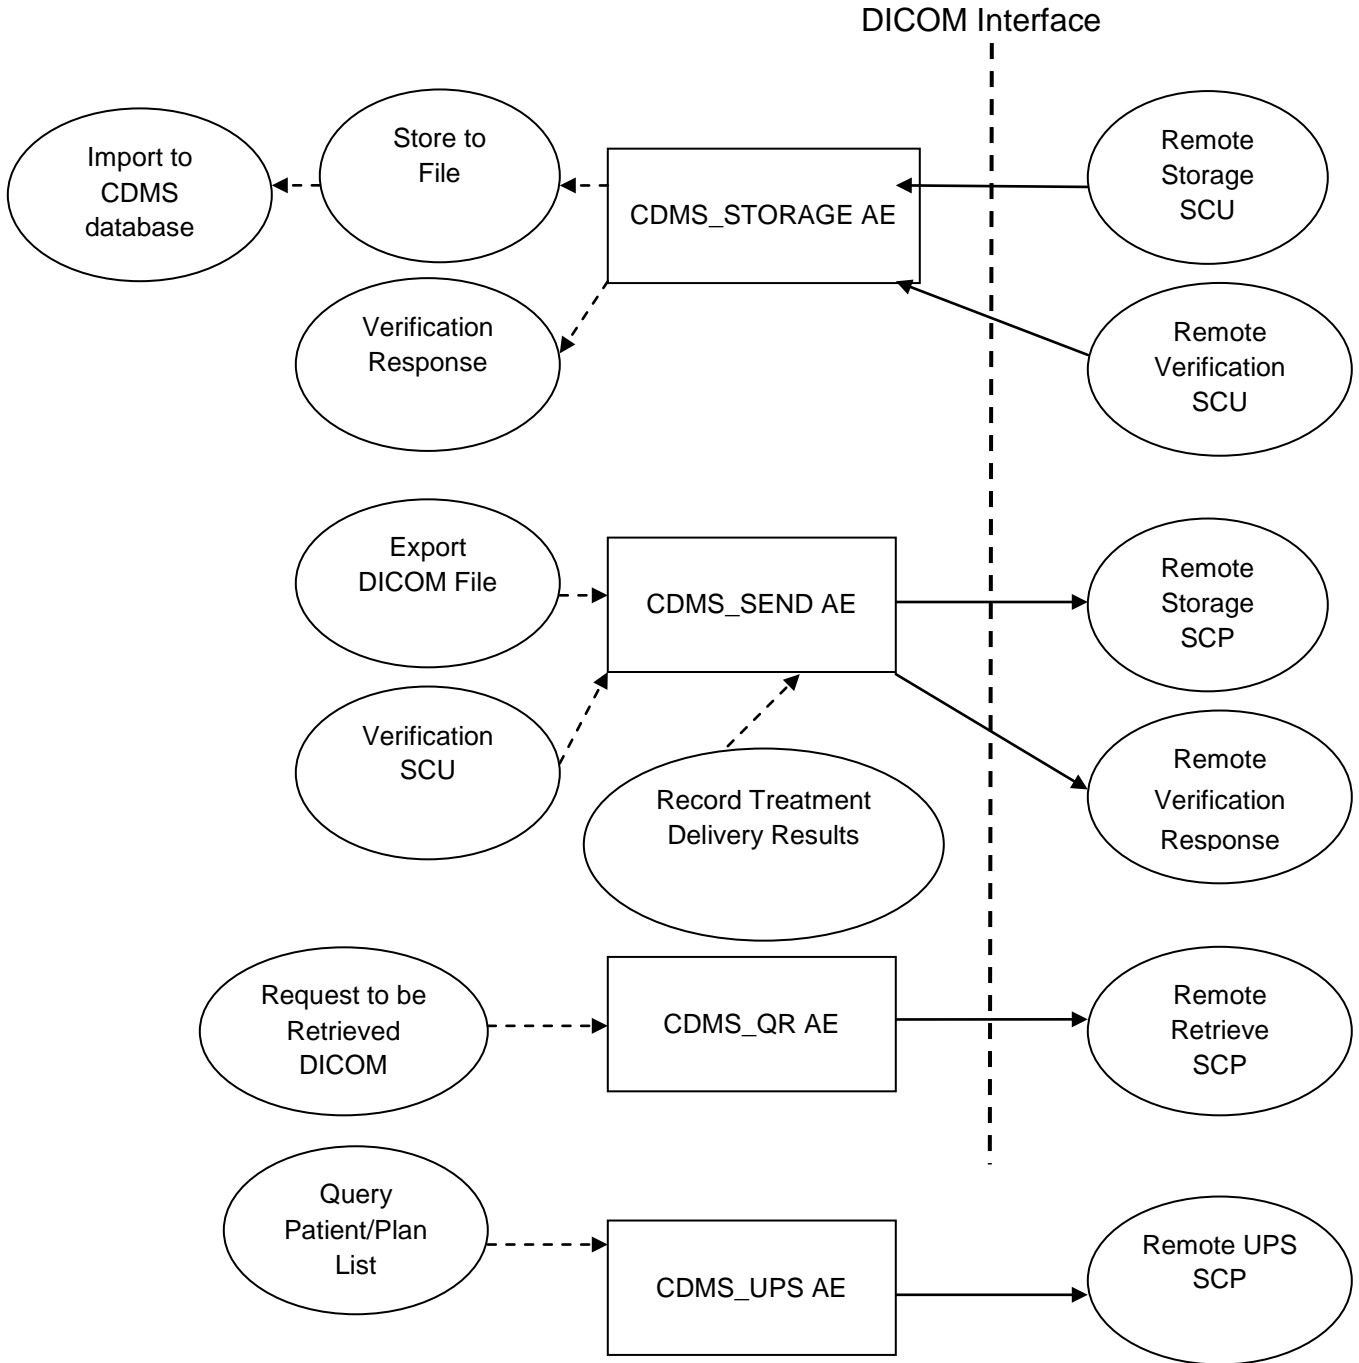 DICOM Interface
Import to
CDMS
database
Store to
File
CDMS_STORAGE AE
Remote
Storage
SCU
Verification
Response
Remote
Verification
SCU
Export
DICOM File
CDMS_SEND AE
Remote
Storage
SCP
Verification
SCU
Record Treatment
Delivery Results
Remote
Verification
Response
Request to be
Retrieved
DICOM
CDMS_QR AE
Remote
Retrieve
SCP
Query
Patient/Plan
List
CDMS_UPS AE
Remote UPS
SCP